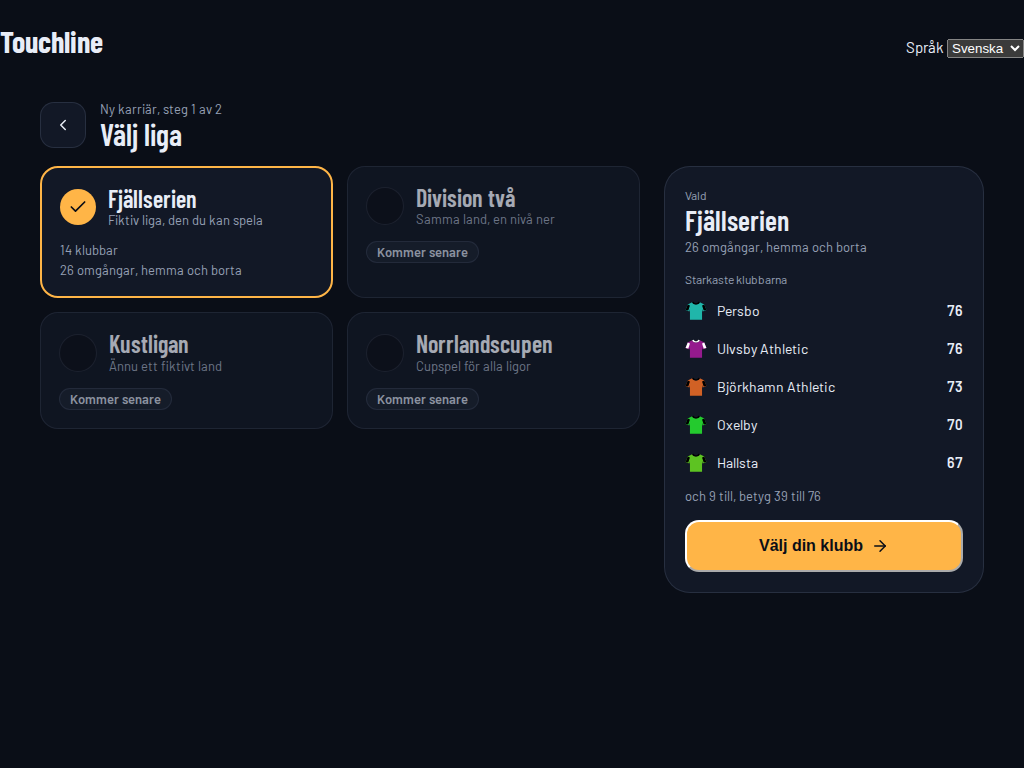 Touchline
Språk Svenska
Ny karriär, steg 1 av 2
Välj liga
Fjällserien
Fiktiv liga, den du kan spela
14 klubbar
26 omgångar, hemma och borta
Division två
Samma land, en nivå ner
Kommer senare
Kustligan
Ännu ett fiktivt land
Kommer senare
Norrlandscupen
Cupspel för alla ligor
Kommer senare
Vald
Fjällserien
26 omgångar, hemma och borta
Starkaste klubbarna
Persbo 76
Ulvsby Athletic 76
Björkhamn Athletic 73
Oxelby 70
Hallsta 67
och 9 till, betyg 39 till 76
Välj din klubb